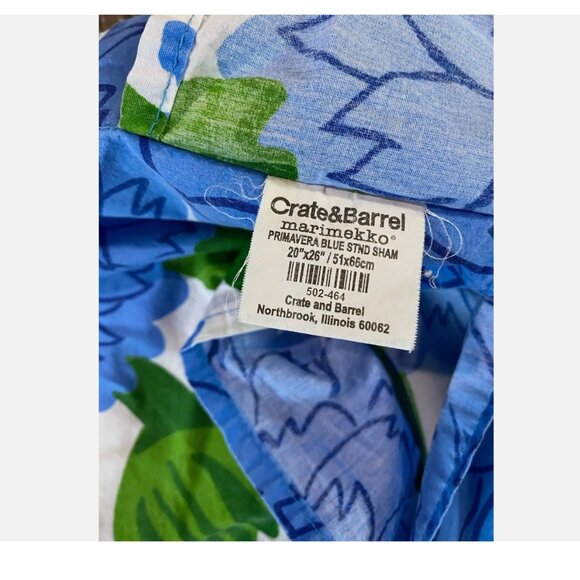 Crate&Barrel
marimekko®
PRIMAVERA BLUE STND SHAM
20"x26" / 51x66cm
502-464
Crate and Barrel
Northbrook, Illinois 60062